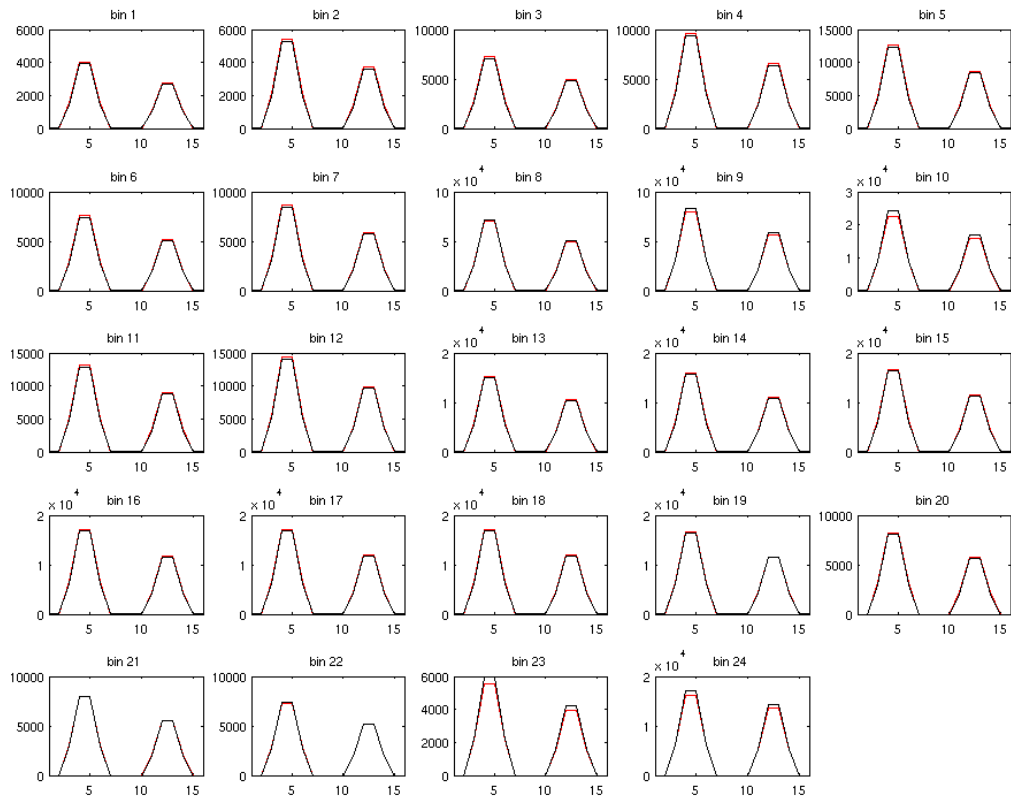 bin 1
6000
4000
2000
0
5 10 15
bin 2
6000
4000
2000
0
5 10 15
bin 3
10000
5000
0
5 10 15
bin 4
10000
5000
0
5 10 15
bin 5
15000
10000
5000
0
5 10 15
bin 6
10000
5000
0
5 10 15
bin 7
10000
5000
0
5 10 15
bin 8
x 10^4
10
5
0
5 10 15
bin 9
x 10^4
10
5
0
5 10 15
bin 10
x 10^4
3
2
1
0
5 10 15
bin 11
15000
10000
5000
0
5 10 15
bin 12
15000
10000
5000
0
5 10 15
bin 13
x 10^4
2
1
0
5 10 15
bin 14
x 10^4
2
1
0
5 10 15
bin 15
x 10^4
2
1
0
5 10 15
bin 16
x 10^4
2
1
0
5 10 15
bin 17
x 10^4
2
1
0
5 10 15
bin 18
x 10^4
2
1
0
5 10 15
bin 19
x 10^4
2
1
0
5 10 15
bin 20
10000
5000
0
5 10 15
bin 21
10000
5000
0
5 10 15
bin 22
10000
5000
0
5 10 15
bin 23
6000
4000
2000
0
5 10 15
bin 24
x 10^4
2
1
0
5 10 15